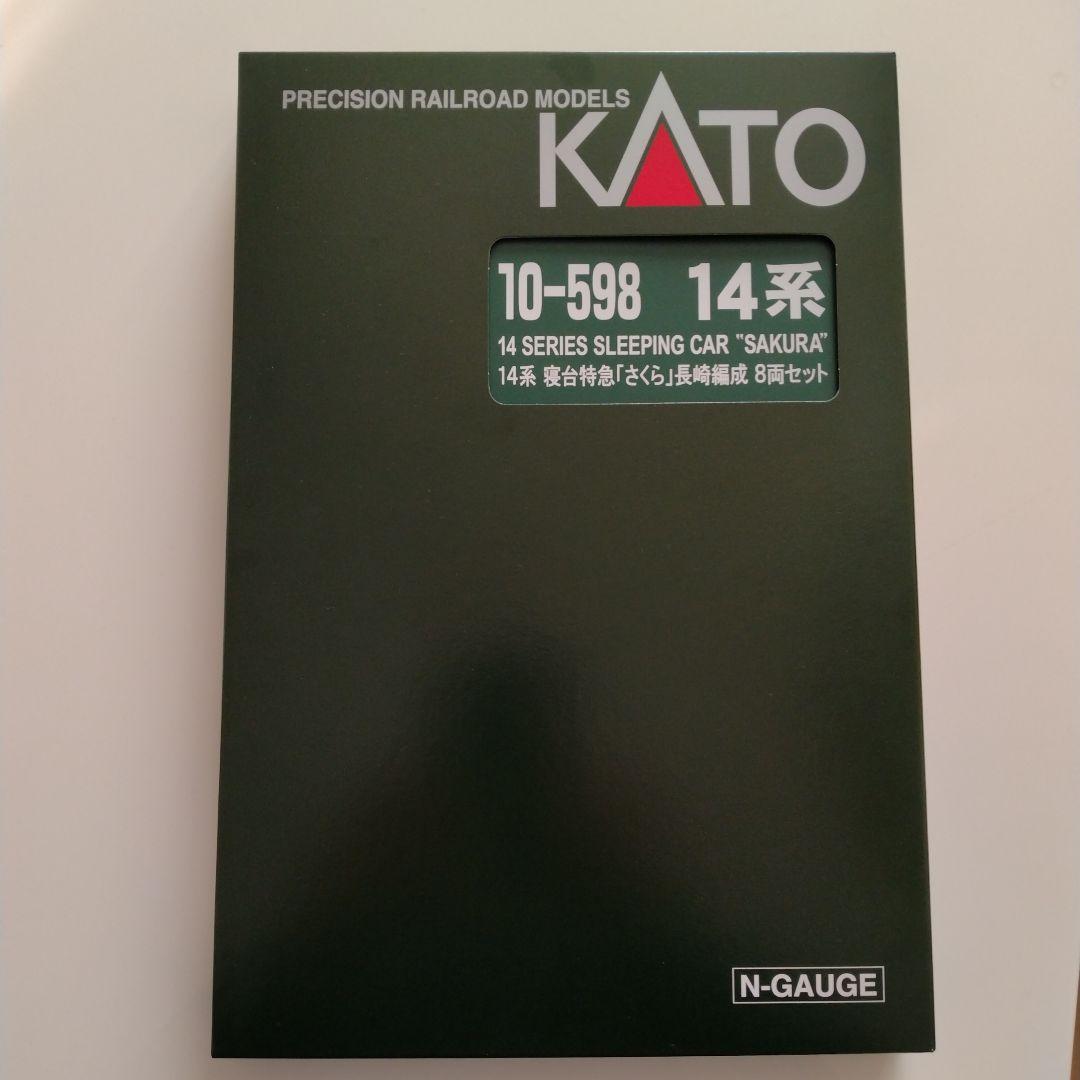 PRECISION RAILROAD MODELS
KATO
10-598 14系
14 SERIES SLEEPING CAR "SAKURA"
14系 寝台特急「さくら」長崎編成 8両セット
N-GAUGE